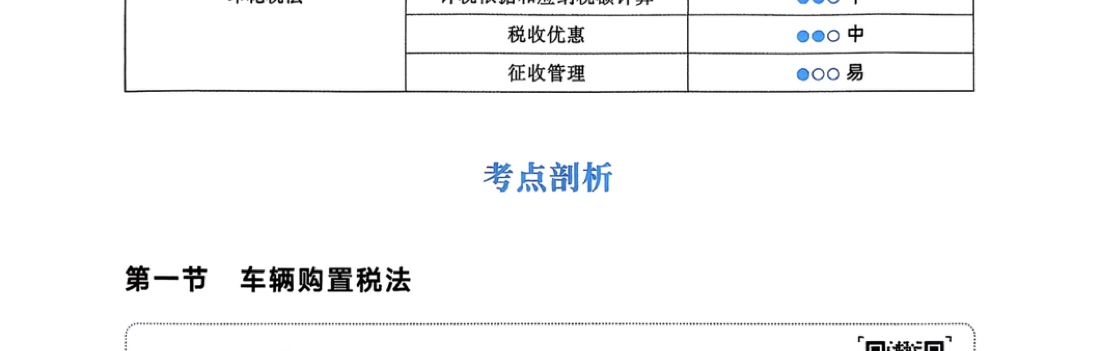 税收优惠 中
征收管理 易
考点剖析
第一节 车辆购置税法